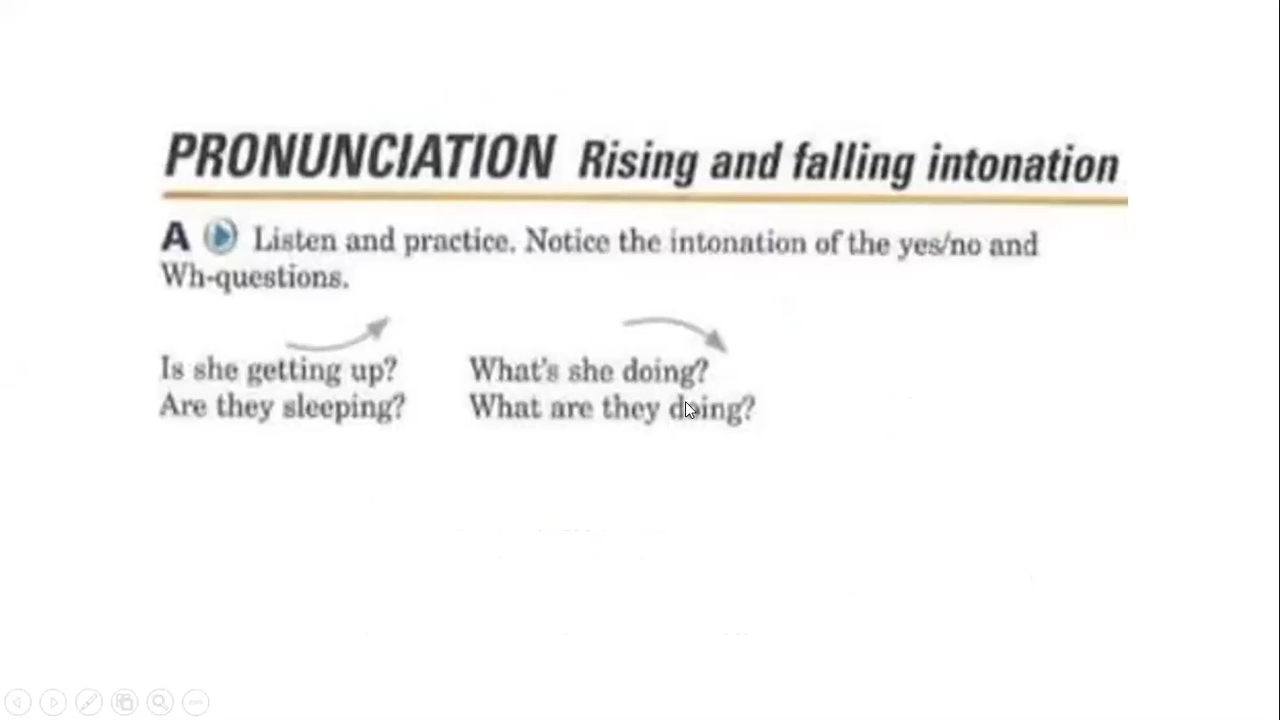 PRONUNCIATION Rising and falling intonation
A Listen and practice. Notice the intonation of the yes/no and
Wh-questions.
Is she getting up? What's she doing?
Are they sleeping? What are they doing?